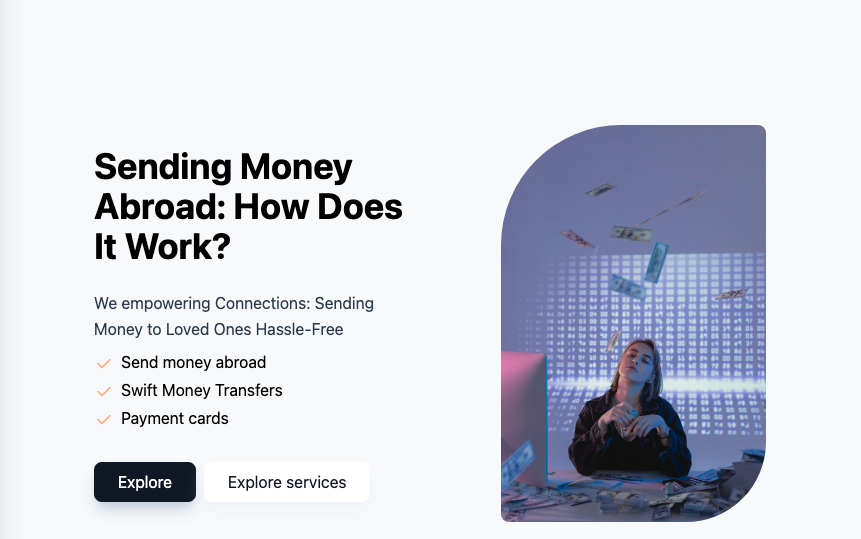 Sending Money
Abroad: How Does
It Work?
We empowering Connections: Sending
Money to Loved Ones Hassle-Free
Send money abroad
Swift Money Transfers
Payment cards
Explore
Explore services